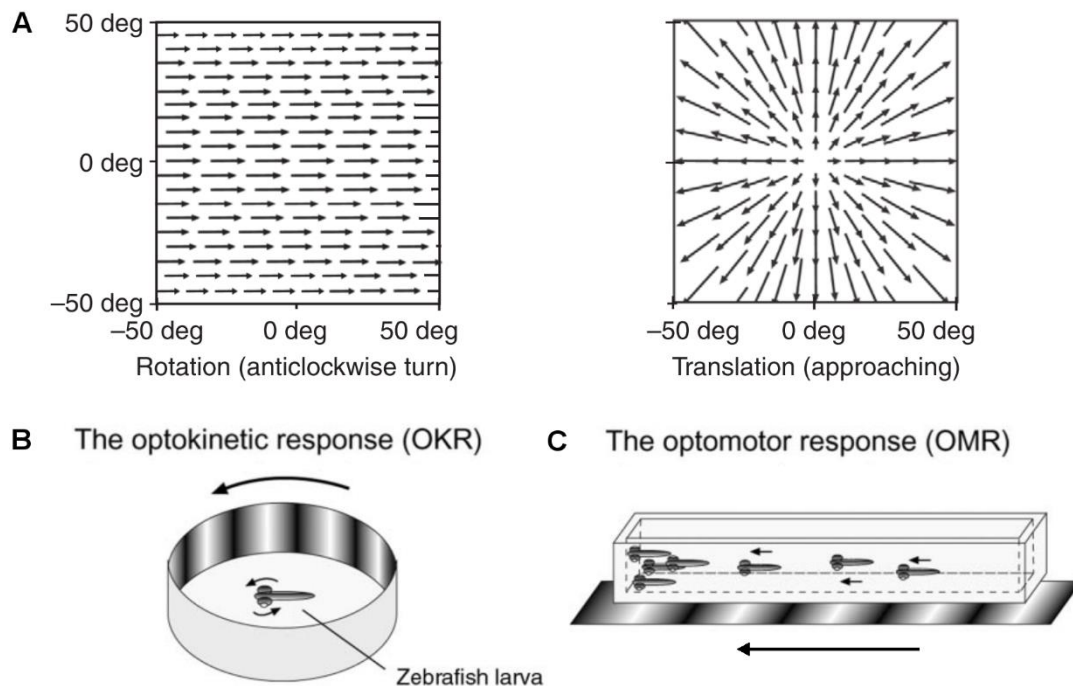 A
50 deg
0 deg
–50 deg
–50 deg 0 deg 50 deg
Rotation (anticlockwise turn)
–50 deg 0 deg 50 deg
Translation (approaching)
B The optokinetic response (OKR)
Zebrafish larva
C The optomotor response (OMR)